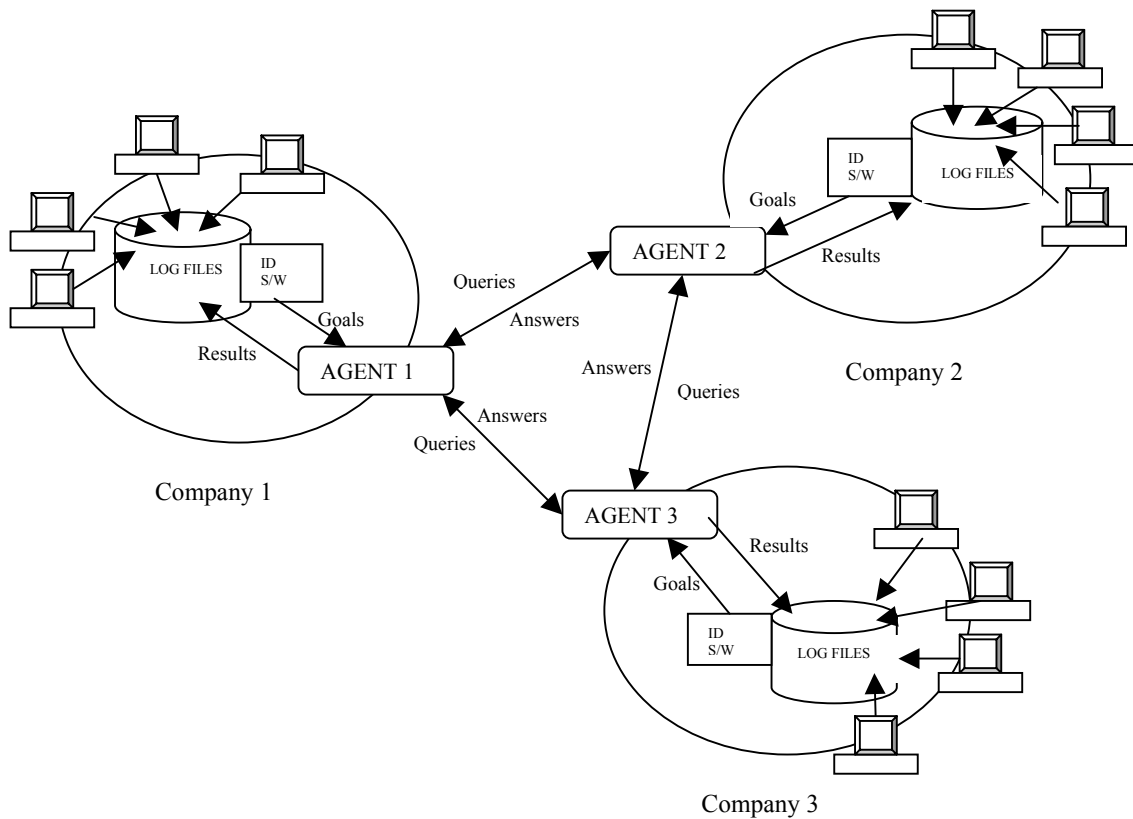 ID
S/W
LOG FILES
Goals
Results
AGENT 2
Company 2
LOG FILES
ID
S/W
Goals
Results
AGENT 1
Company 1
Queries
Answers
Answers
Queries
Answers
Queries
AGENT 3
Results
Goals
ID
S/W
LOG FILES
Company 3